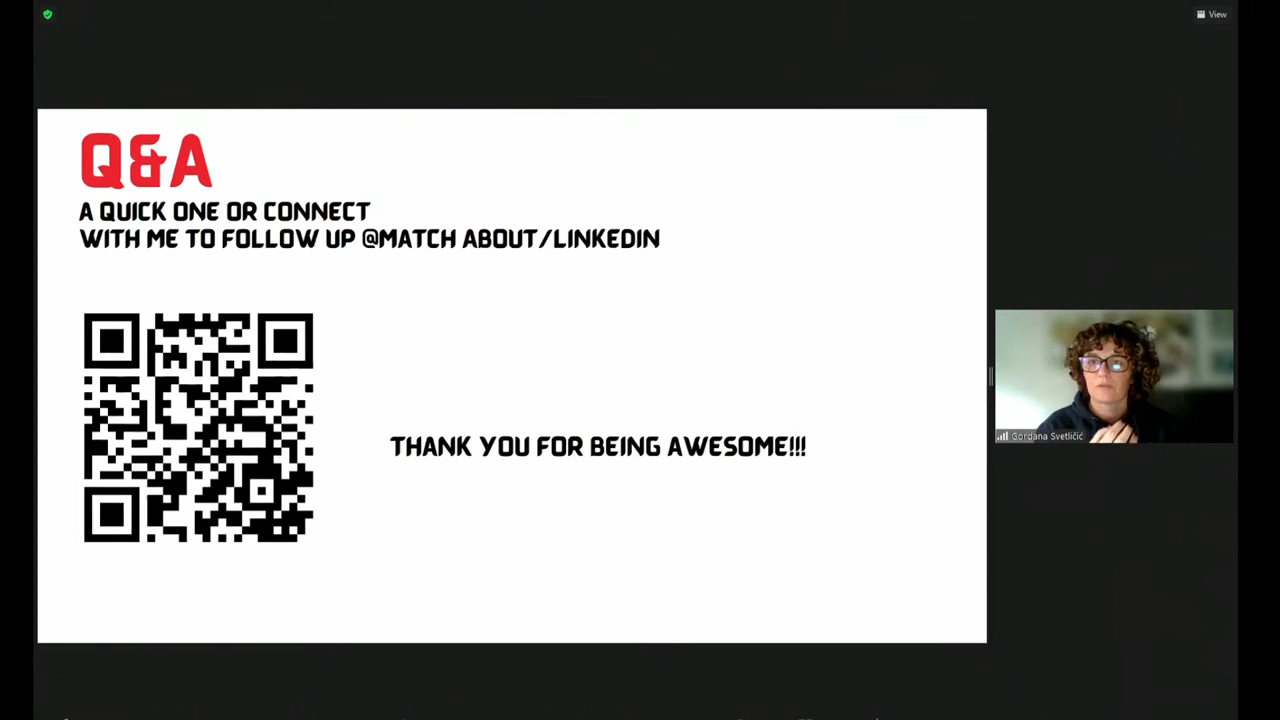 View
Q&A
A QUICK ONE OR CONNECT
WITH ME TO FOLLOW UP @MATCH ABOUT/LINKEDIN
THANK YOU FOR BEING AWESOME!!!
Gordana Svetličič